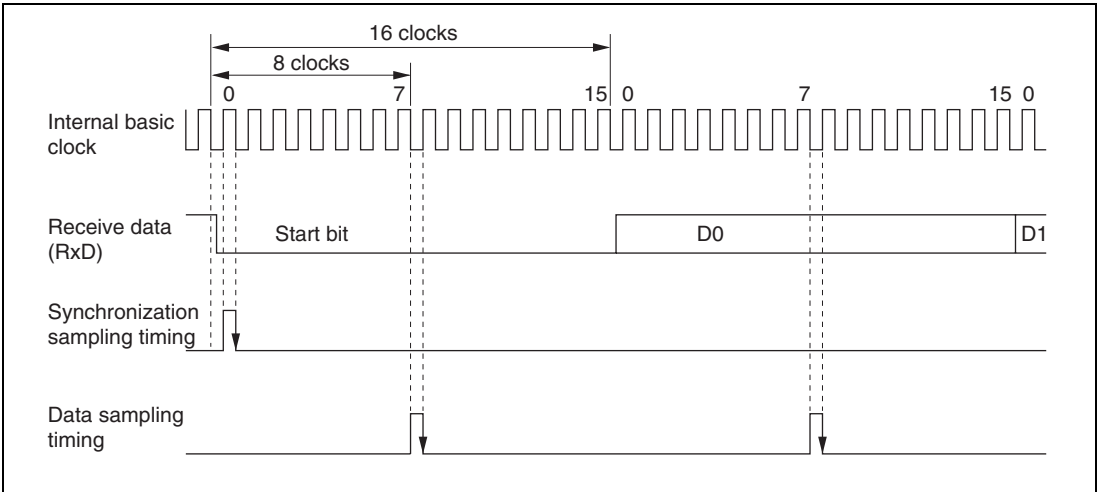 16 clocks
8 clocks
0 7 15 0 7 15 0
Internal basic
clock
Receive data
(RxD)
Start bit D0 D1
Synchronization
sampling timing
Data sampling
timing